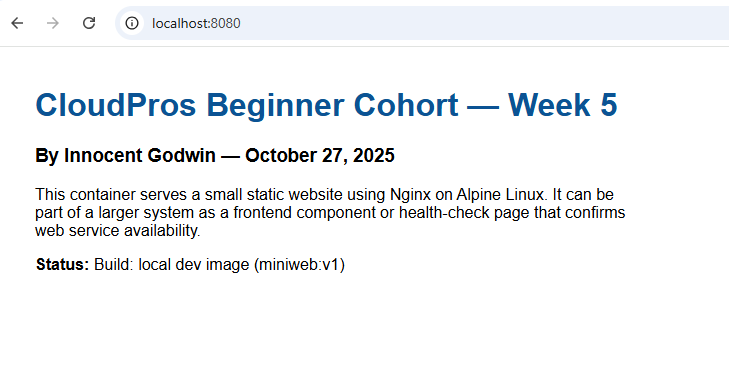 localhost:8080
CloudPros Beginner Cohort — Week 5
By Innocent Godwin — October 27, 2025
This container serves a small static website using Nginx on Alpine Linux. It can be
part of a larger system as a frontend component or health-check page that confirms
web service availability.
Status: Build: local dev image (miniweb:v1)